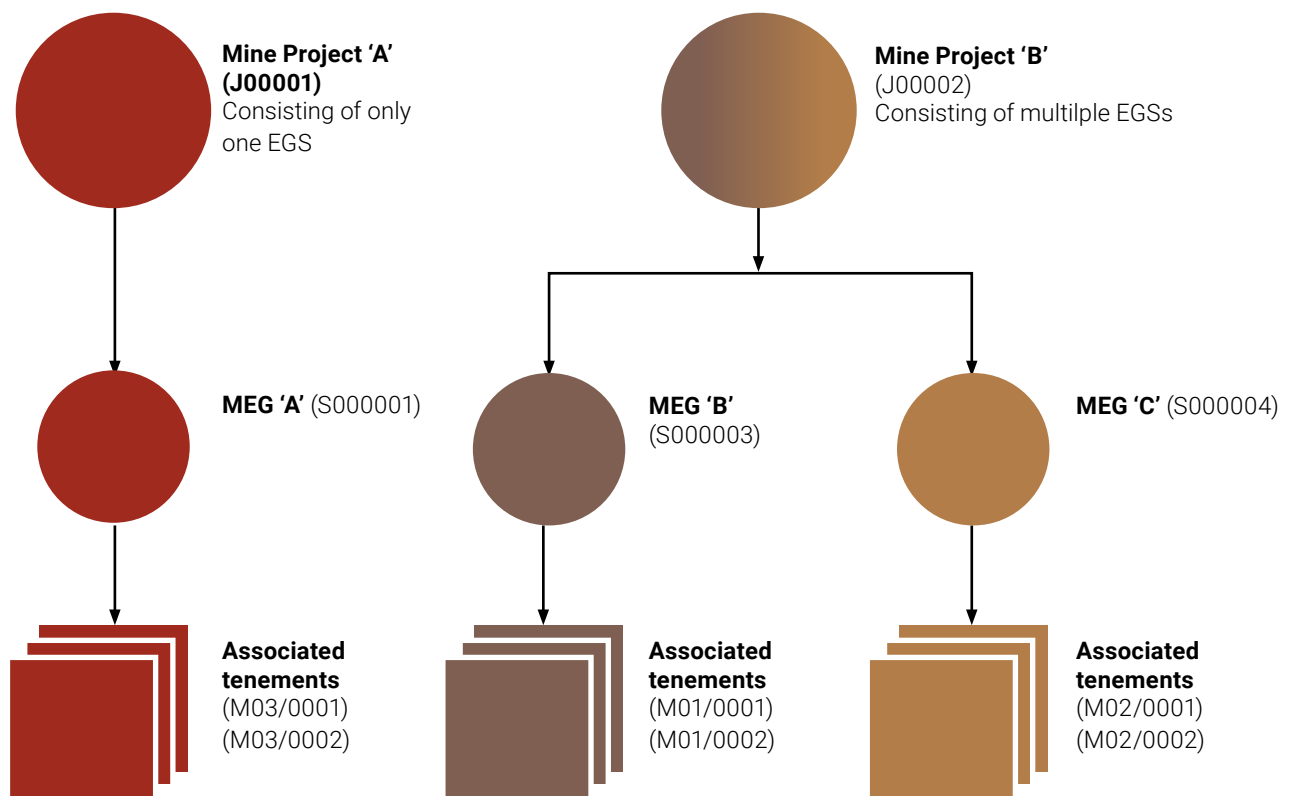 Mine Project ‘A’
(J00001)
Consisting of only
one EGS
Mine Project ‘B’
(J00002)
Consisting of multilple EGSs
MEG ‘A’ (S000001)
MEG ‘B’
(S000003)
MEG ‘C’ (S000004)
Associated
tenements
(M03/0001)
(M03/0002)
Associated
tenements
(M01/0001)
(M01/0002)
Associated
tenements
(M02/0001)
(M02/0002)